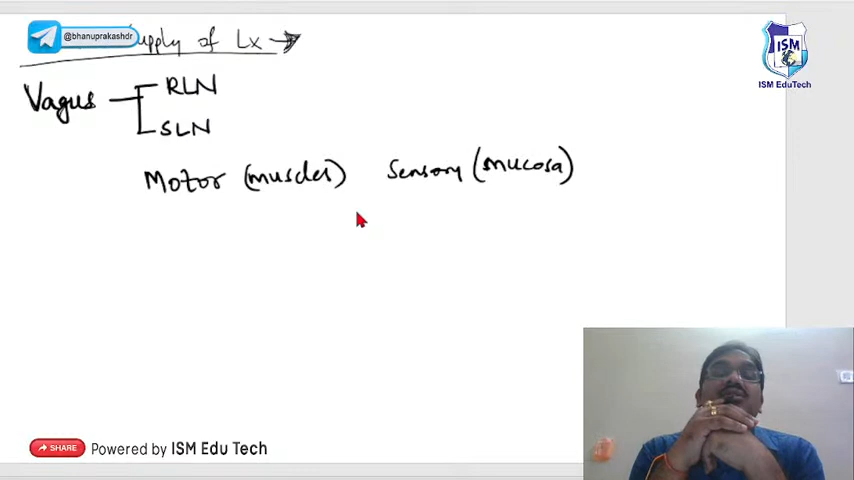 @bhanuprakashdr
upply of Lx →
ISM
ISM EduTech
Vagus
RLN
SLN
Motor (muscles) Sensory (mucosa)
SHARE Powered by ISM Edu Tech